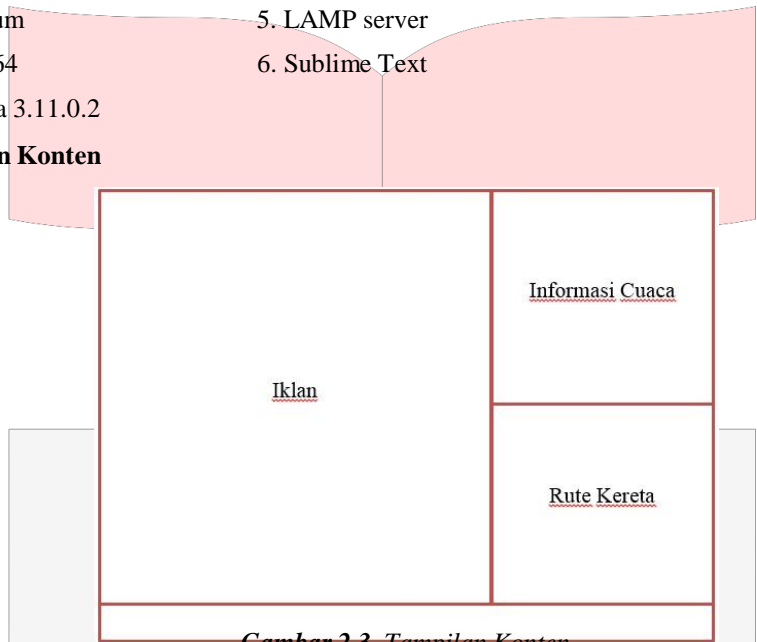 5. LAMP server
64
6. Sublime Text
3.11.0.2
Konten
Informasi Cuaca
Iklan
Rute Kereta
Gambar 2.3. Tampilan Konten